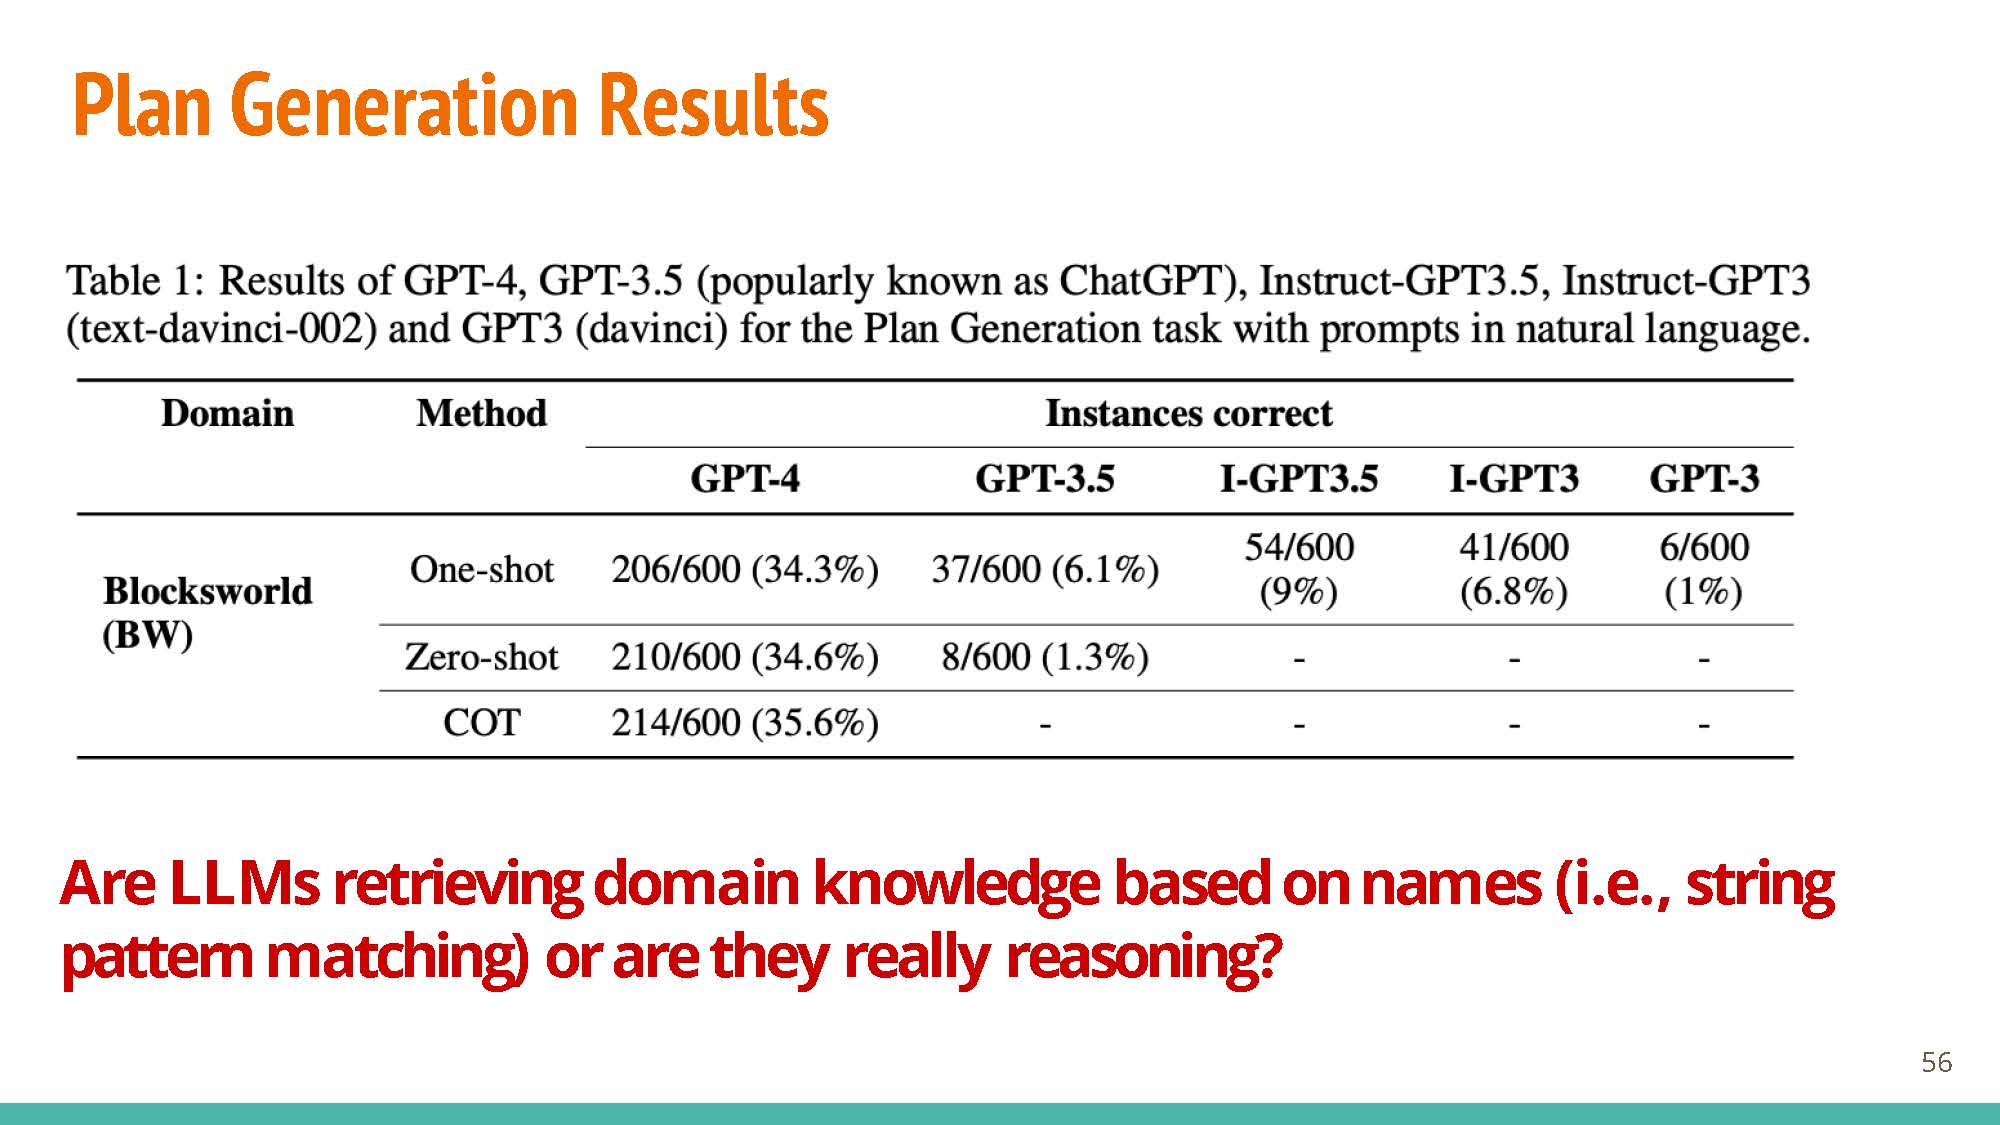 Plan Generation Results
Table 1: Results of GPT-4, GPT-3.5 (popularly known as ChatGPT), Instruct-GPT3.5, Instruct-GPT3
(text-davinci-002) and GPT3 (davinci) for the Plan Generation task with prompts in natural language.
Domain Method Instances correct
GPT-4 GPT-3.5 I-GPT3.5 I-GPT3 GPT-3
Blocksworld
(BW)
One-shot 206/600 (34.3%) 37/600 (6.1%) 54/600 (9%) 41/600 (6.8%) 6/600 (1%)
Zero-shot 210/600 (34.6%) 8/600 (1.3%) - - -
COT 214/600 (35.6%) - - - -
Are LLMs retrieving domain knowledge based on names (i.e., string
pattern matching) or are they really reasoning?
56